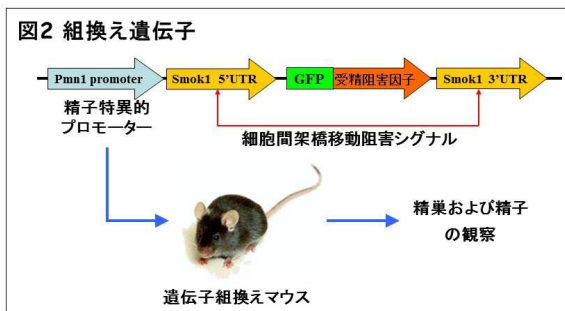 図2 組換え遺伝子
Pmn1 promoter
Smok1 5'UTR
GFP
受精阻害因子
Smok1 3'UTR
精子特異的
プロモーター
細胞間架橋移動阻害シグナル
精巣および精子
の観察
遺伝子組換えマウス